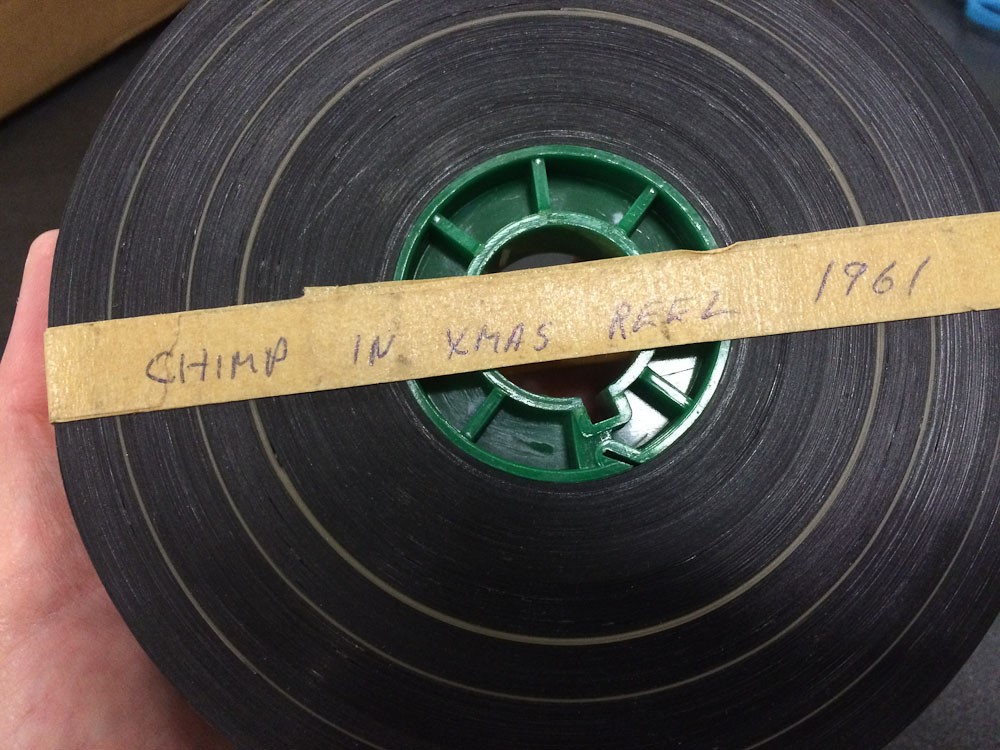 CHIMP IN XMAS REEL 1961